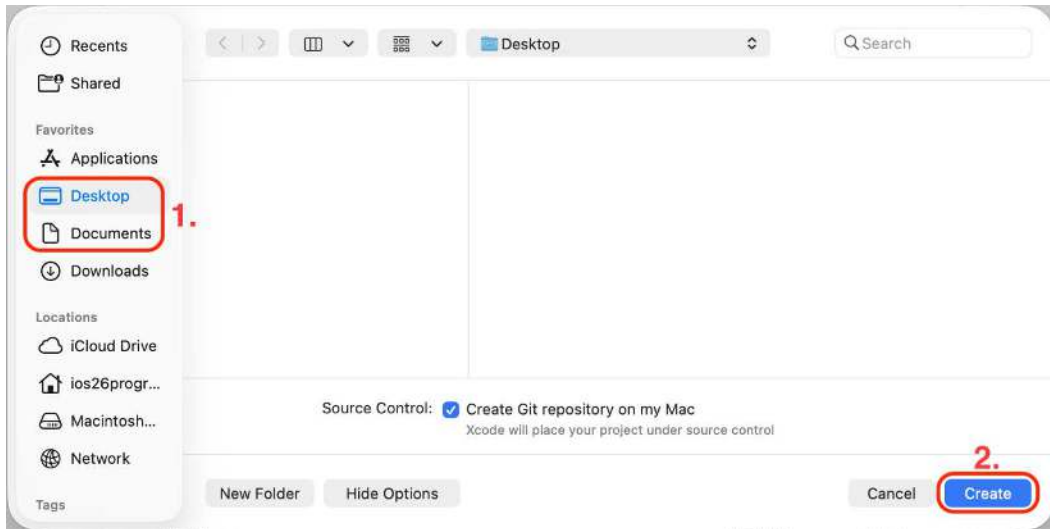 Recents
Shared
Favorites
Applications
Desktop
Documents
Downloads
Locations
iCloud Drive
ios26progr...
Macintosh...
Network
Tags
1.
Desktop
Search
Source Control: Create Git repository on my Mac
Xcode will place your project under source control
2.
New Folder Hide Options Cancel Create